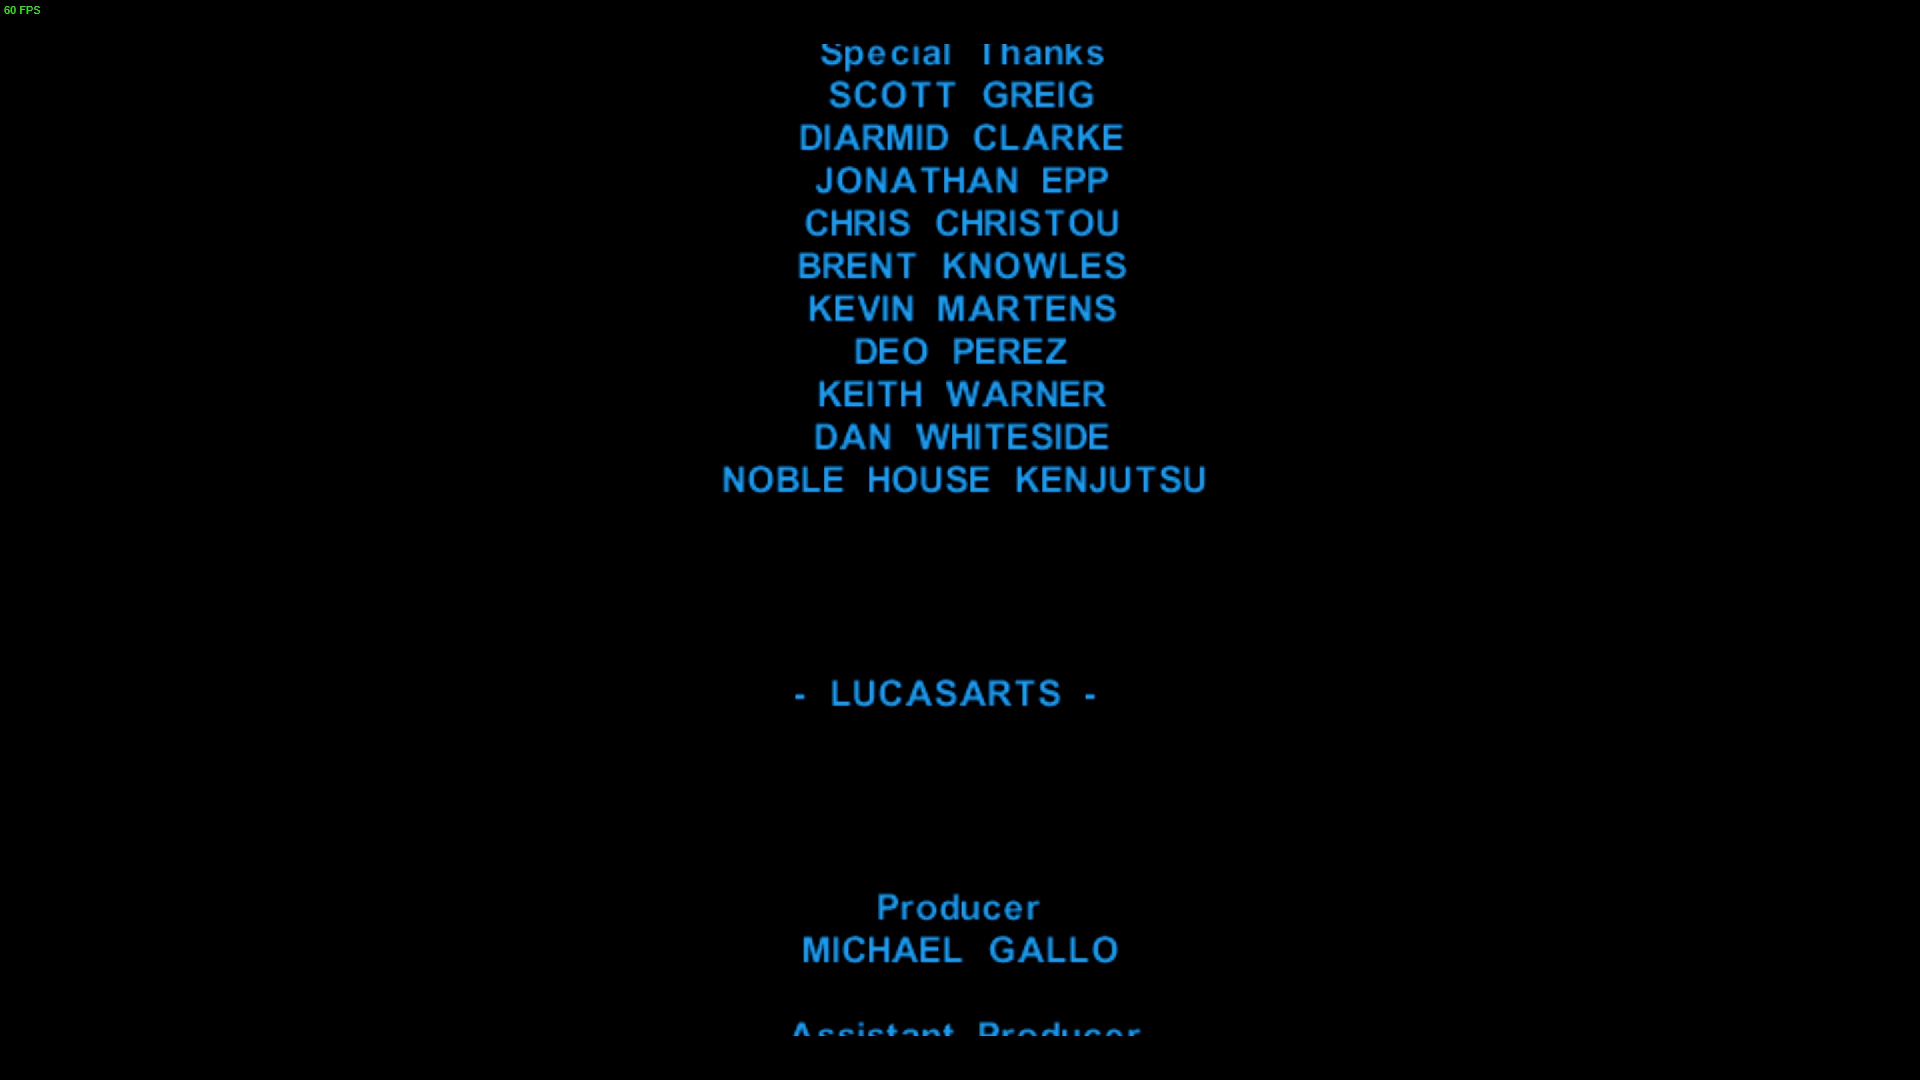 60 FPS
Special Thanks
SCOTT GREIG
DIARMID CLARKE
JONATHAN EPP
CHRIS CHRISTOU
BRENT KNOWLES
KEVIN MARTENS
DEO PEREZ
KEITH WARNER
DAN WHITESIDE
NOBLE HOUSE KENJUTSU
- LUCASARTS -
Producer
MICHAEL GALLO
Assistant Producer